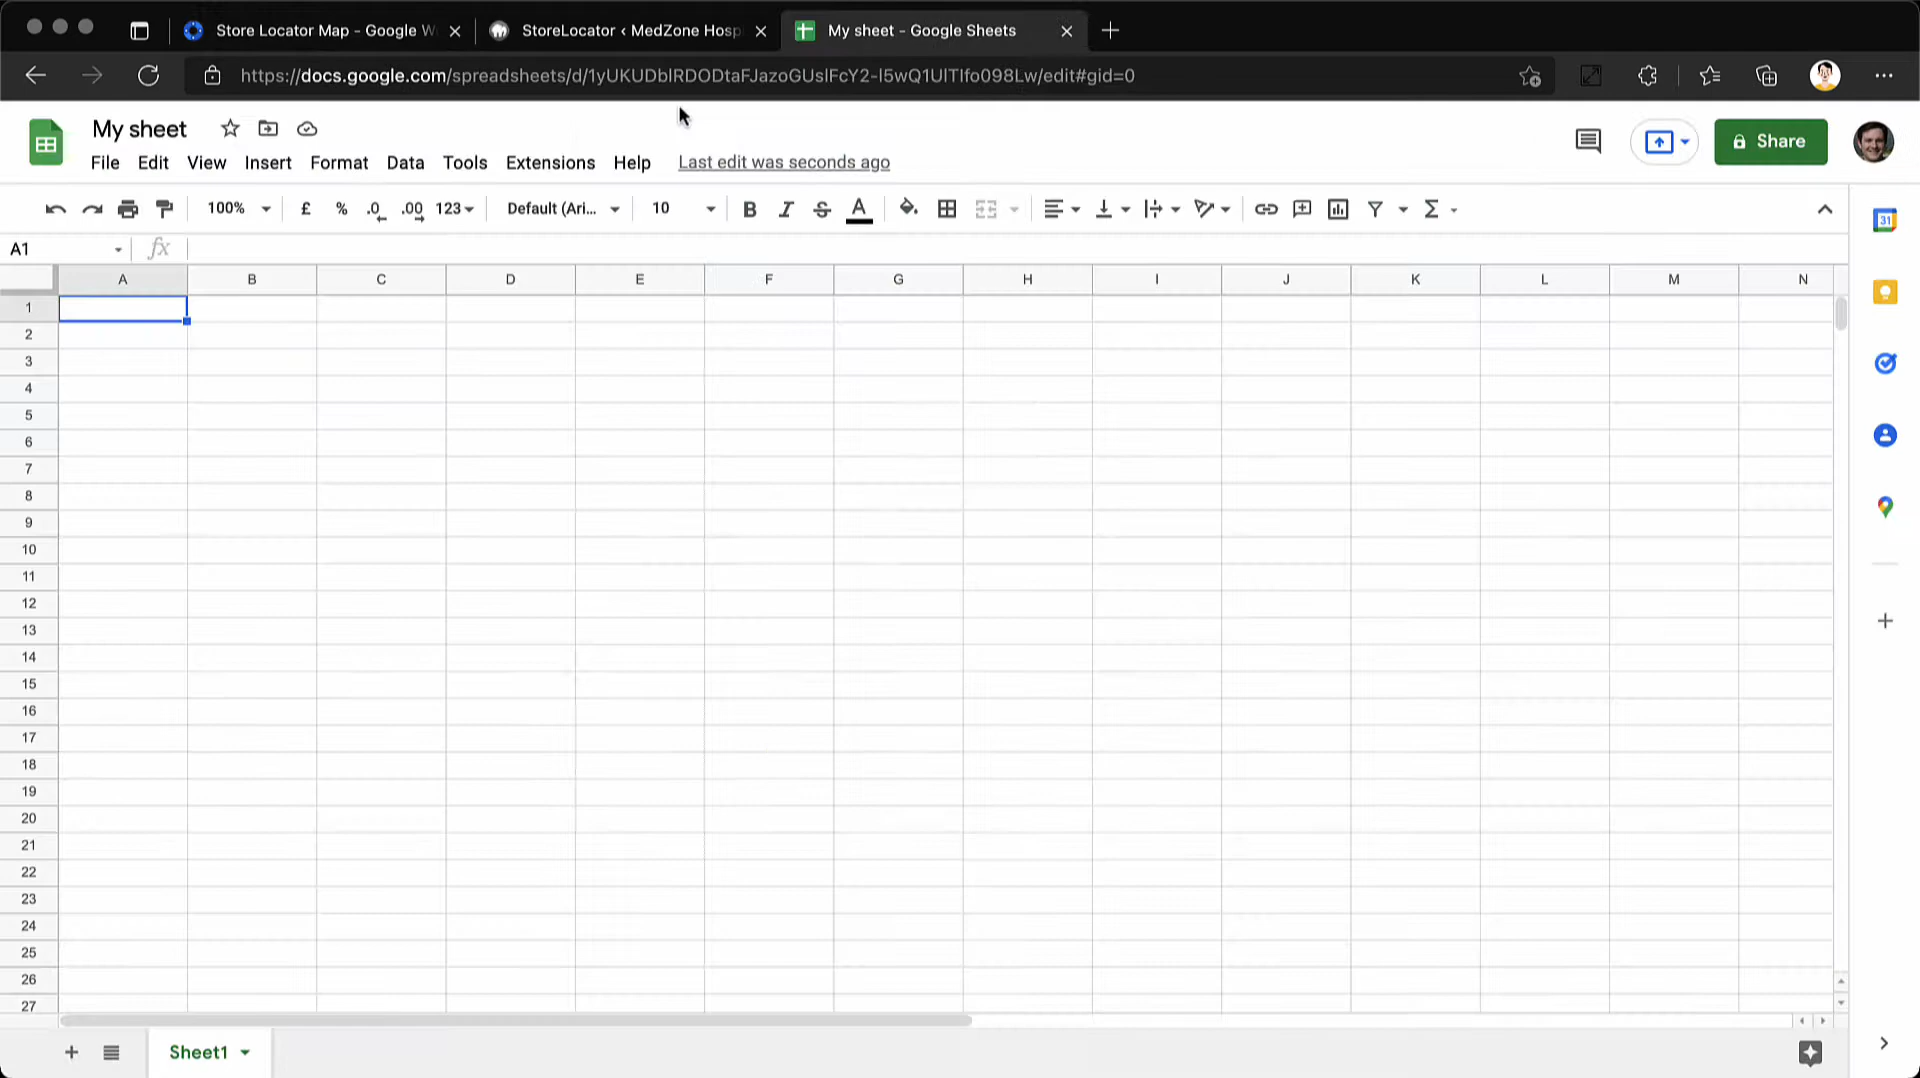 Store Locator Map - Google W
StoreLocator ‹ MedZone Hosp
My sheet - Google Sheets
https://docs.google.com/spreadsheets/d/1yUKUDblRDODtaFJazoGUslFcY2-l5wQ1UlTlfo098Lw/edit#gid=0
My sheet
File Edit View Insert Format Data Tools Extensions Help Last edit was seconds ago
Share
100% £ % .0 .00 123 Default (Ari... 10 B I S A Σ
31
A1 fx
A B C D E F G H I J K L M N
1
2
3
4
5
6
7
8
9
10
11
12
13
14
15
16
17
18
19
20
21
22
23
24
25
26
27
Sheet1